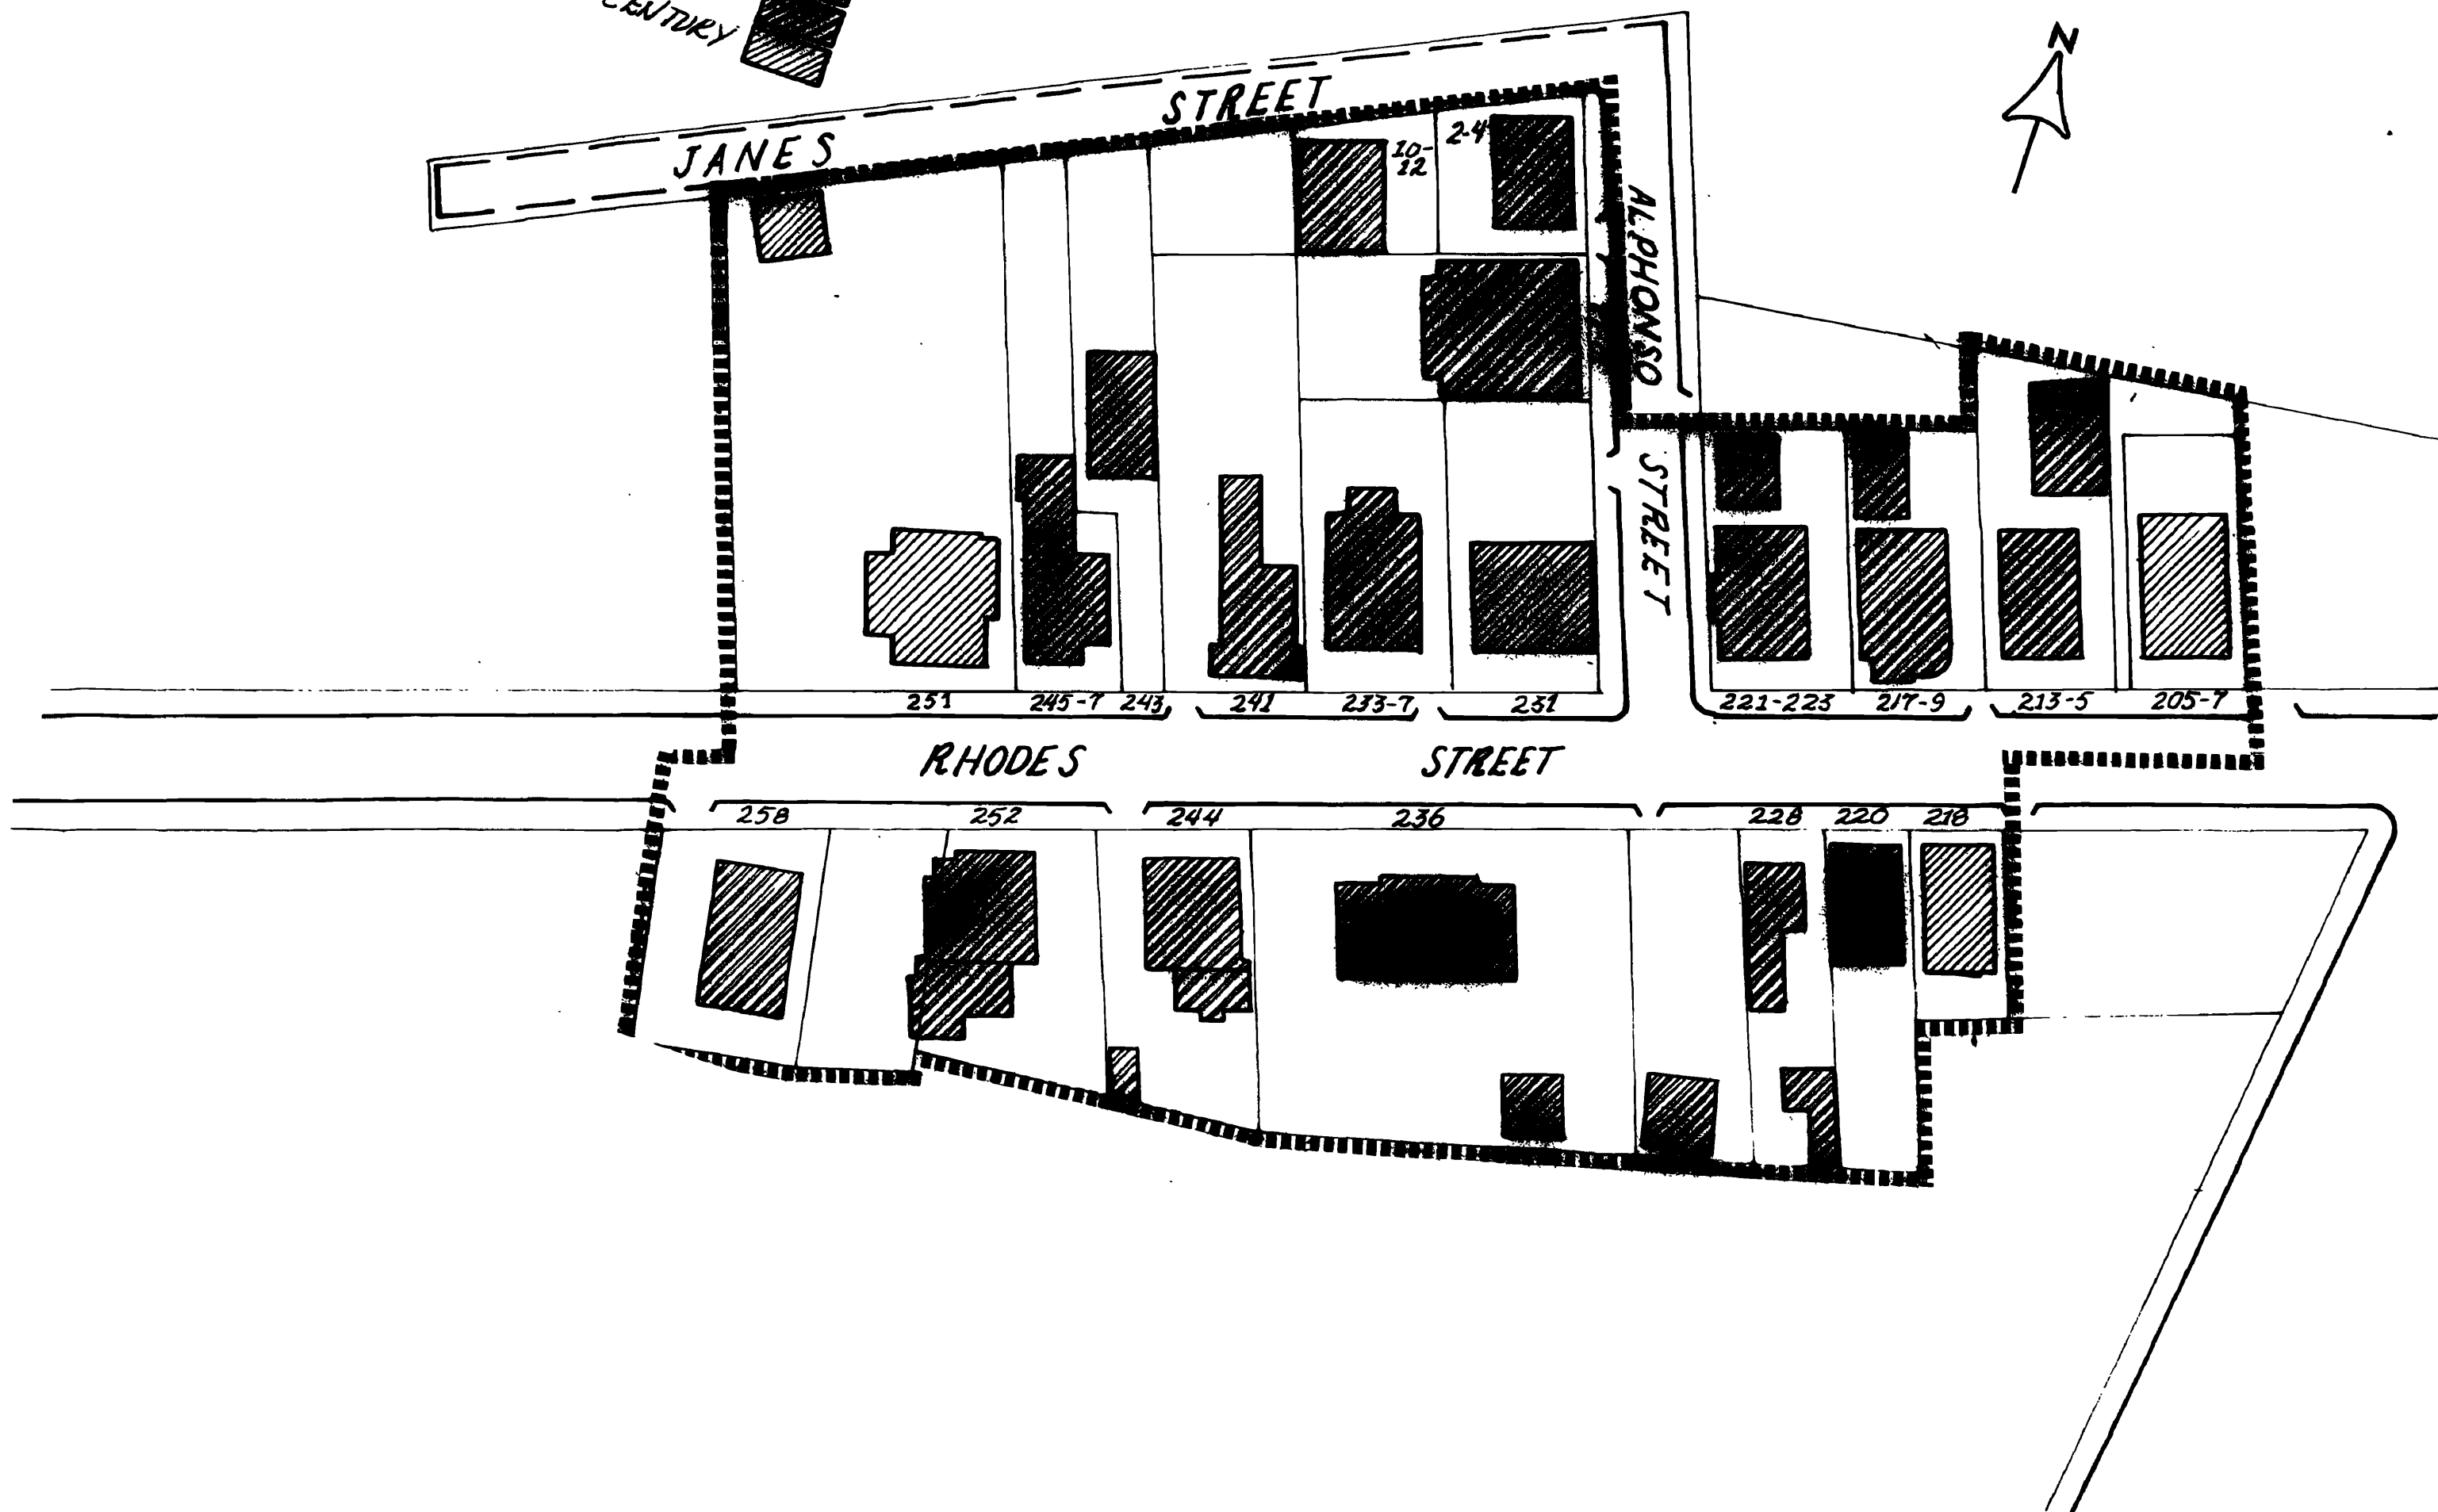 CENTURY
N
JANES STREET
10-12
2-4
ALPHONSO STREET
251 245-7 243 241 233-7 231 221-223 217-9 213-5 205-7
RHODES STREET
258 252 244 236 228 220 218